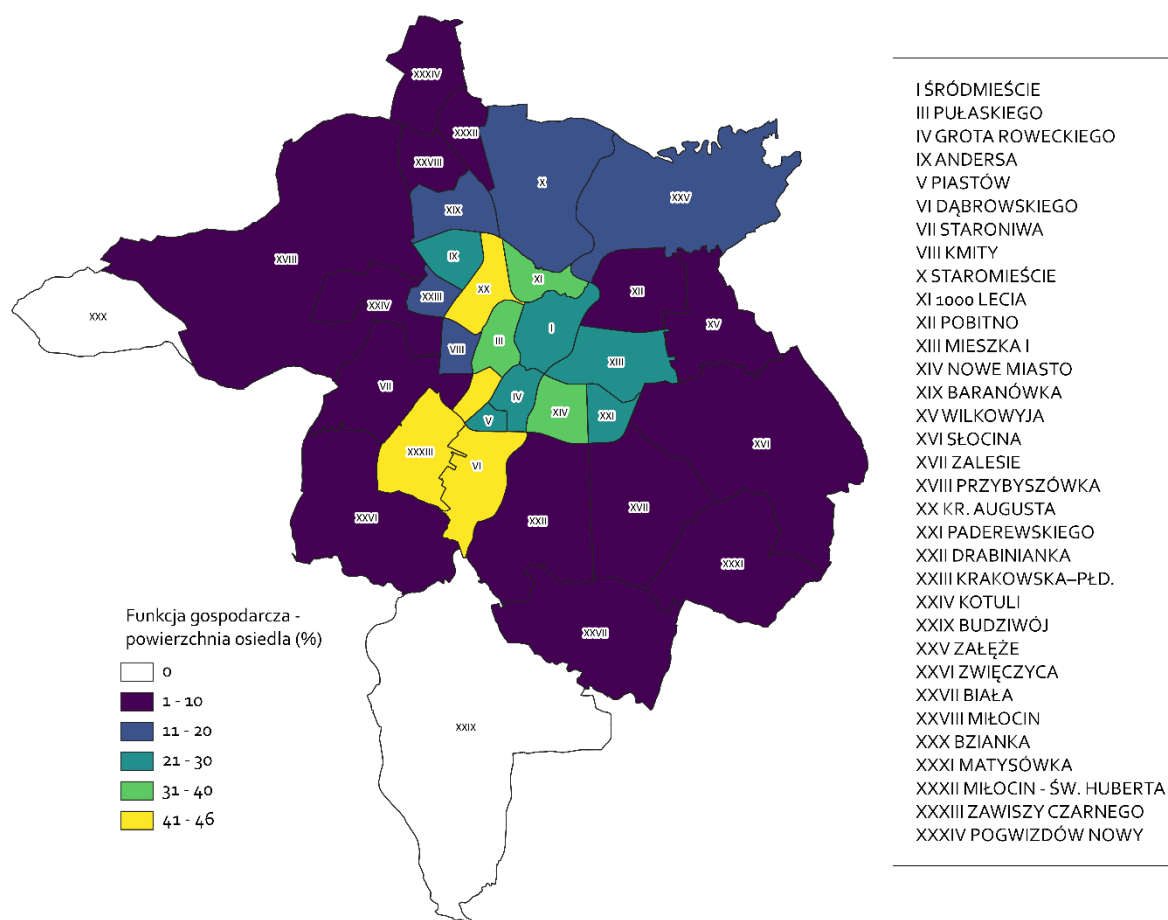 XXXIV
XXXII
XXVIII
X
XXV
XIX
IX
XI
XVIII
XX
XII
XXIII
XXIV
XXX
I
XV
III
VIII
XIII
VII
IV
XIV
XXI
V
XXXIII
VI
XVI
XXVI
XXII
XVII
XXXI
XXVII
XXIX
Funkcja gospodarcza -
powierzchnia osiedla (%)
0
1 - 10
11 - 20
21 - 30
31 - 40
41 - 46
I ŚRÓDMIEŚCIE
III PUŁASKIEGO
IV GROTA ROWECKIEGO
IX ANDERSA
V PIASTÓW
VI DĄBROWSKIEGO
VII STARONIWA
VIII KMITY
X STAROMIEŚCIE
XI 1000 LECIA
XII POBITNO
XIII MIESZKA I
XIV NOWE MIASTO
XIX BARANÓWKA
XV WILKOWYJA
XVI SŁOCINA
XVII ZALESIE
XVIII PRZYBYSZÓWKA
XX KR. AUGUSTA
XXI PADEREWSKIEGO
XXII DRABINIANKA
XXIII KRAKOWSKA–PŁD.
XXIV KOTULI
XXIX BUDZIWÓJ
XXV ZAŁĘŻE
XXVI ZWIĘCZYCA
XXVII BIAŁA
XXVIII MIŁOCIN
XXX BZIANKA
XXXI MATYSÓWKA
XXXII MIŁOCIN - ŚW. HUBERTA
XXXIII ZAWISZY CZARNEGO
XXXIV POGWIZDÓW NOWY